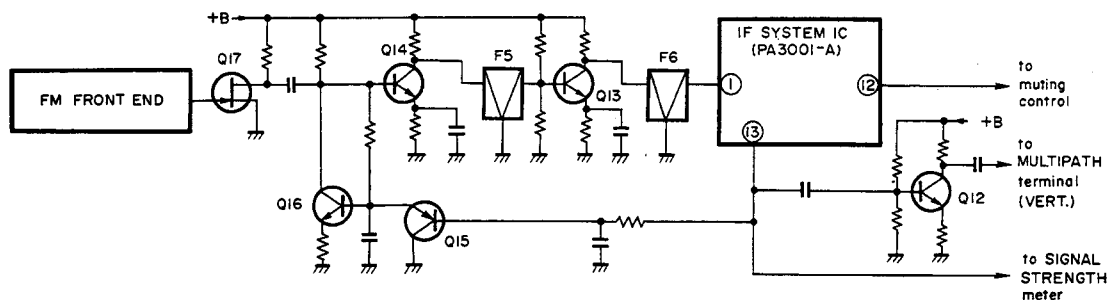 +B
Q17
FM FRONT END
Q14
F5
Q13
F6
IF SYSTEM IC
(PA3001-A)
1
12
13
to
muting
control
+B
to
MULTIPATH
terminal
(VERT.)
Q12
Q16
Q15
to SIGNAL
STRENGTH
meter